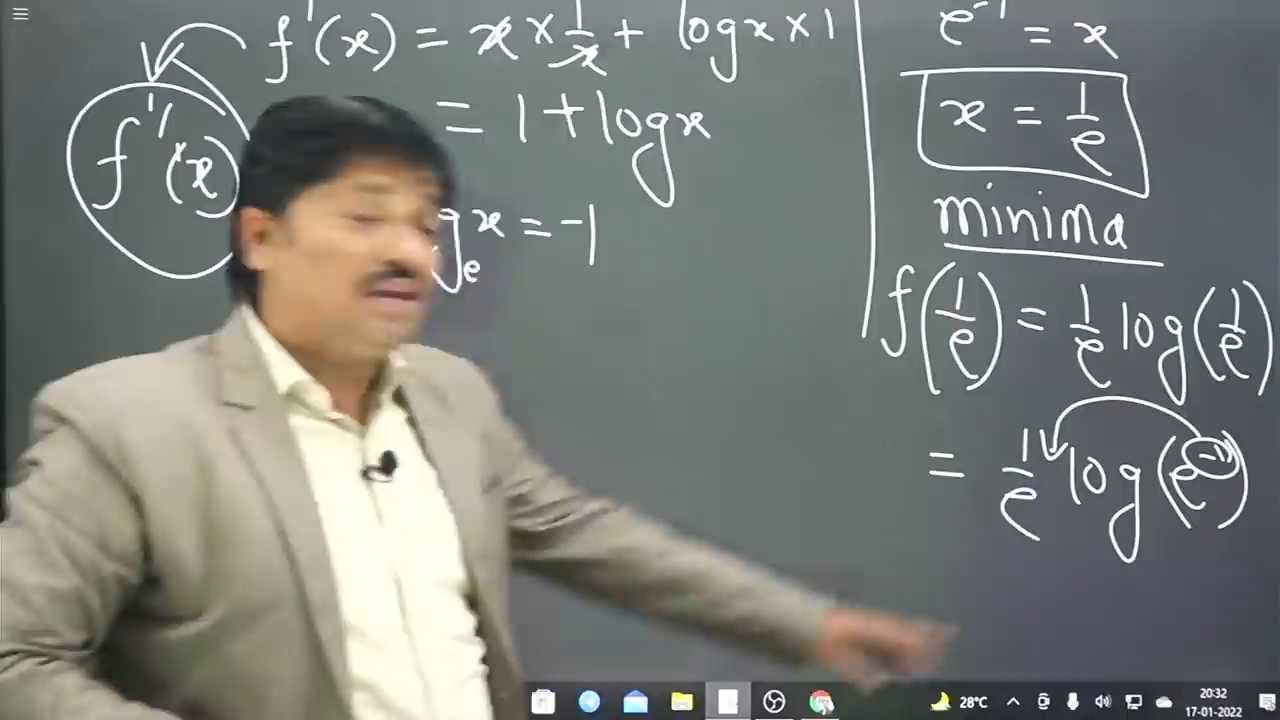 f'(x) = x × 1/x + log x × 1
= 1 + log x
f''(x)
g_e x = -1
e^-1 = x
x = 1/e
minima
f(1/e) = 1/e log(1/e)
= 1/e log(e^-1)
28°C
20:32
17-01-2022